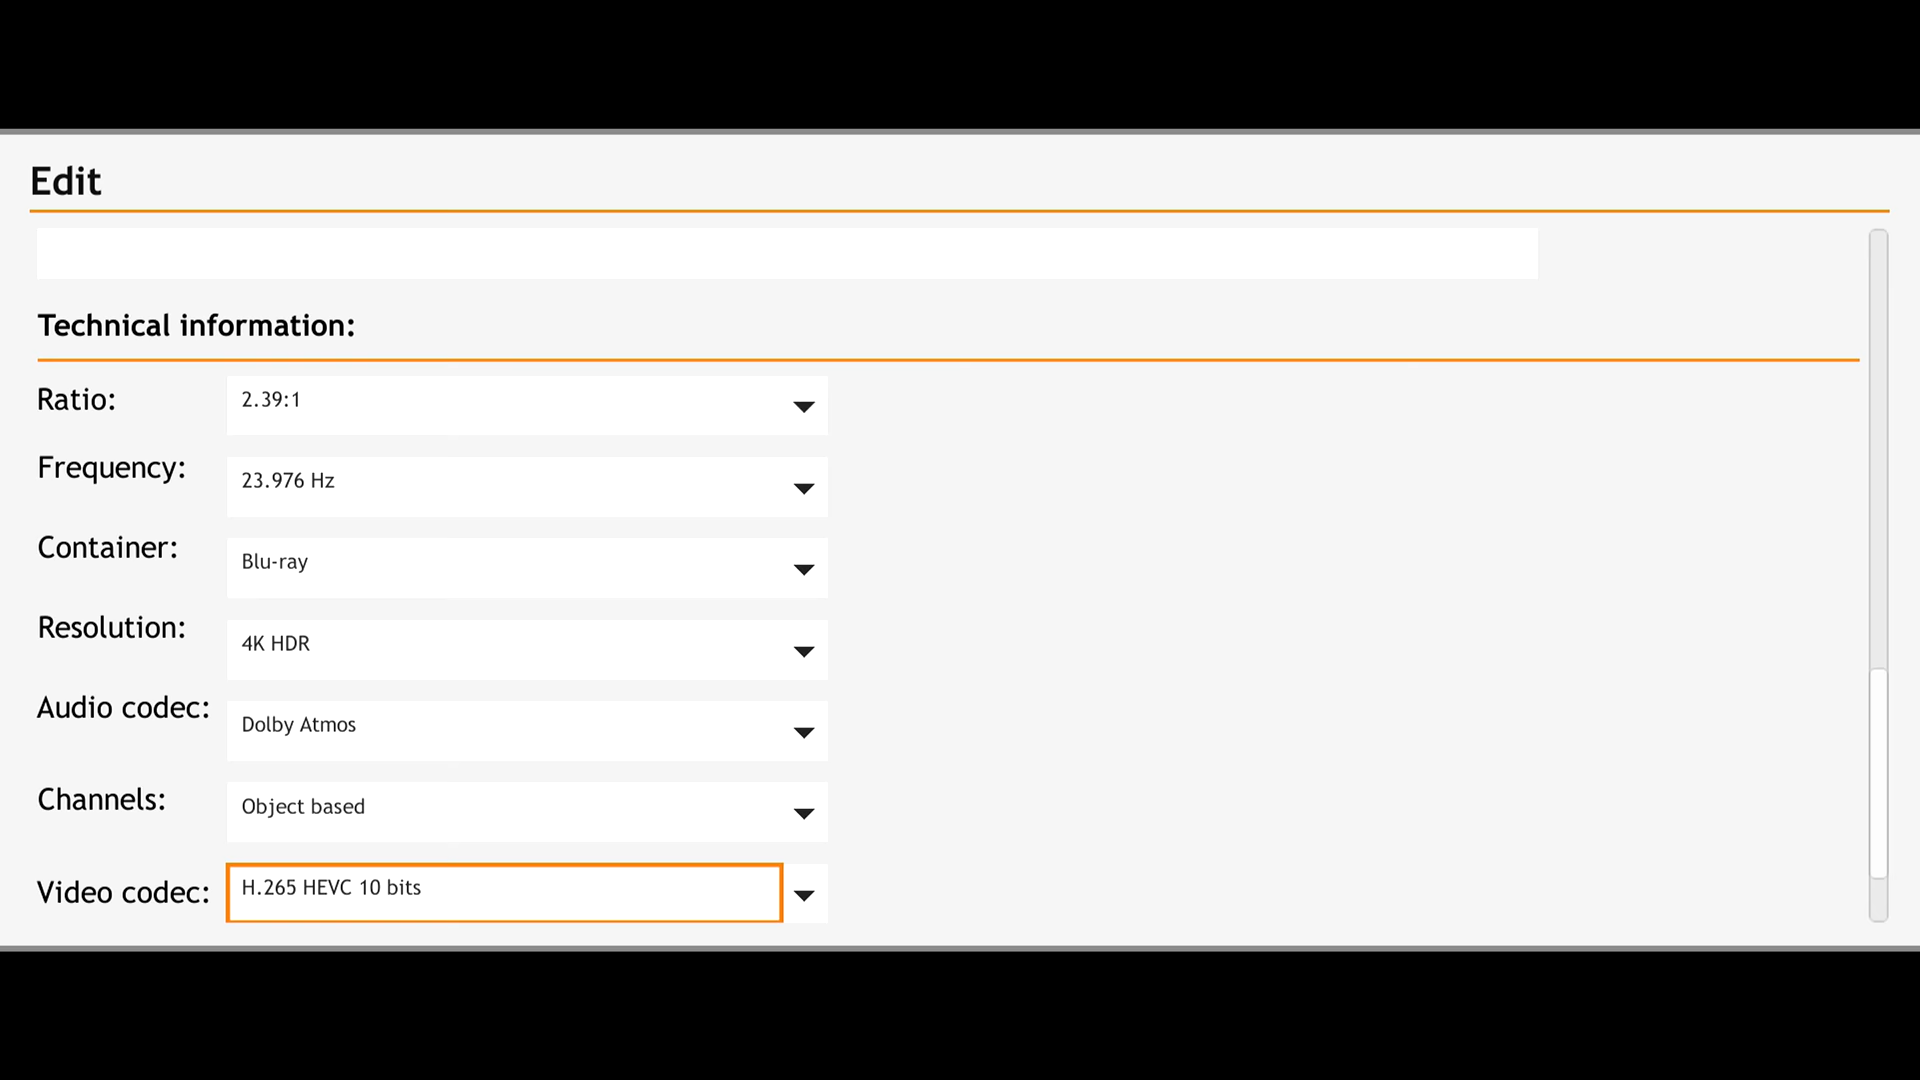 Edit
Technical information:
Ratio: 2.39:1
Frequency: 23.976 Hz
Container: Blu-ray
Resolution: 4K HDR
Audio codec: Dolby Atmos
Channels: Object based
Video codec: H.265 HEVC 10 bits